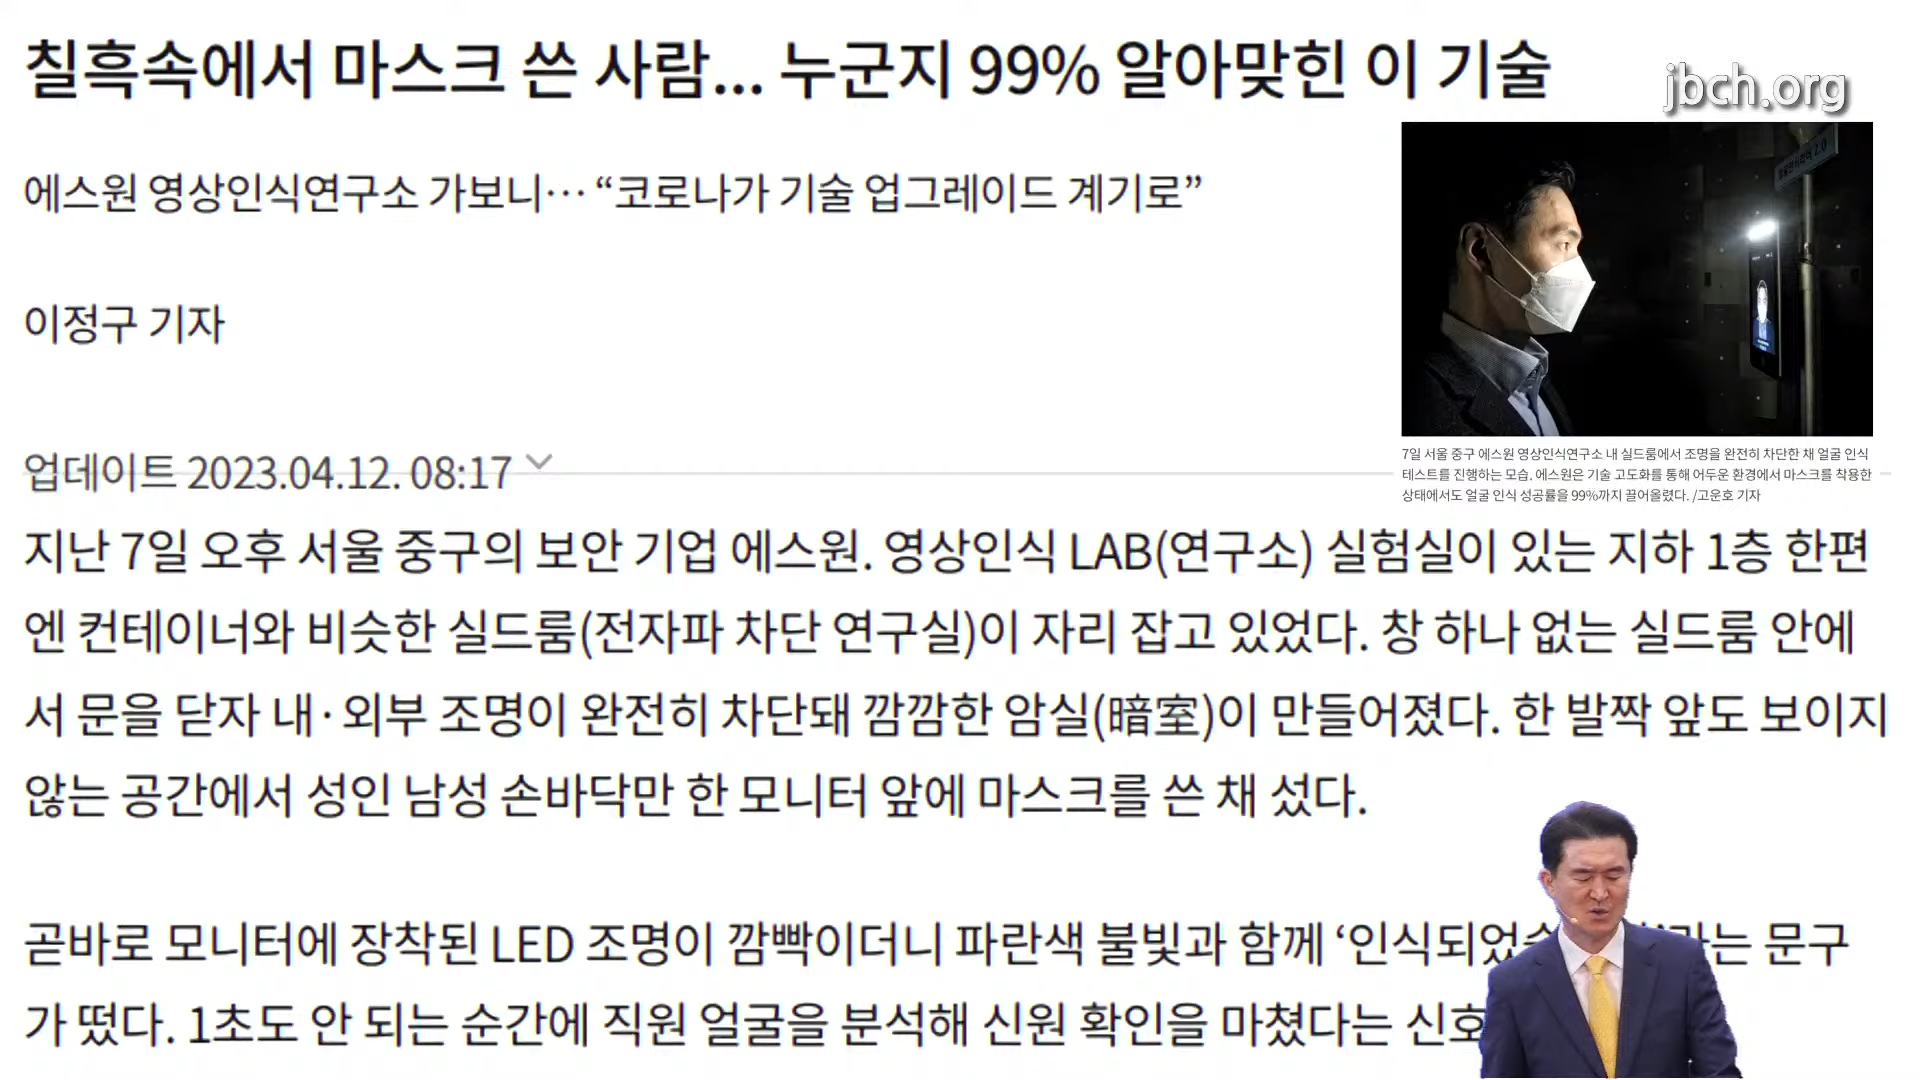 칠흑속에서 마스크 쓴 사람... 누군지 99% 알아맞힌 이 기술
jbch.org
에스원 영상인식연구소 가보니… “코로나가 기술 업그레이드 계기로”
이정구 기자
업데이트 2023.04.12. 08:17
7일 서울 중구 에스원 영상인식연구소 내 실드룸에서 조명을 완전히 차단한 채 얼굴 인식
테스트를 진행하는 모습. 에스원은 기술 고도화를 통해 어두운 환경에서 마스크를 착용한
상태에서도 얼굴 인식 성공률을 99%까지 끌어올렸다. /고운호 기자
지난 7일 오후 서울 중구의 보안 기업 에스원. 영상인식 LAB(연구소) 실험실이 있는 지하 1층 한편
엔 컨테이너와 비슷한 실드룸(전자파 차단 연구실)이 자리 잡고 있었다. 창 하나 없는 실드룸 안에
서 문을 닫자 내·외부 조명이 완전히 차단돼 깜깜한 암실(暗室)이 만들어졌다. 한 발짝 앞도 보이지
않는 공간에서 성인 남성 손바닥만 한 모니터 앞에 마스크를 쓴 채 섰다.
곧바로 모니터에 장착된 LED 조명이 깜빡이더니 파란색 불빛과 함께 ‘인식되었습 라는 문구
가 떴다. 1초도 안 되는 순간에 직원 얼굴을 분석해 신원 확인을 마쳤다는 신호